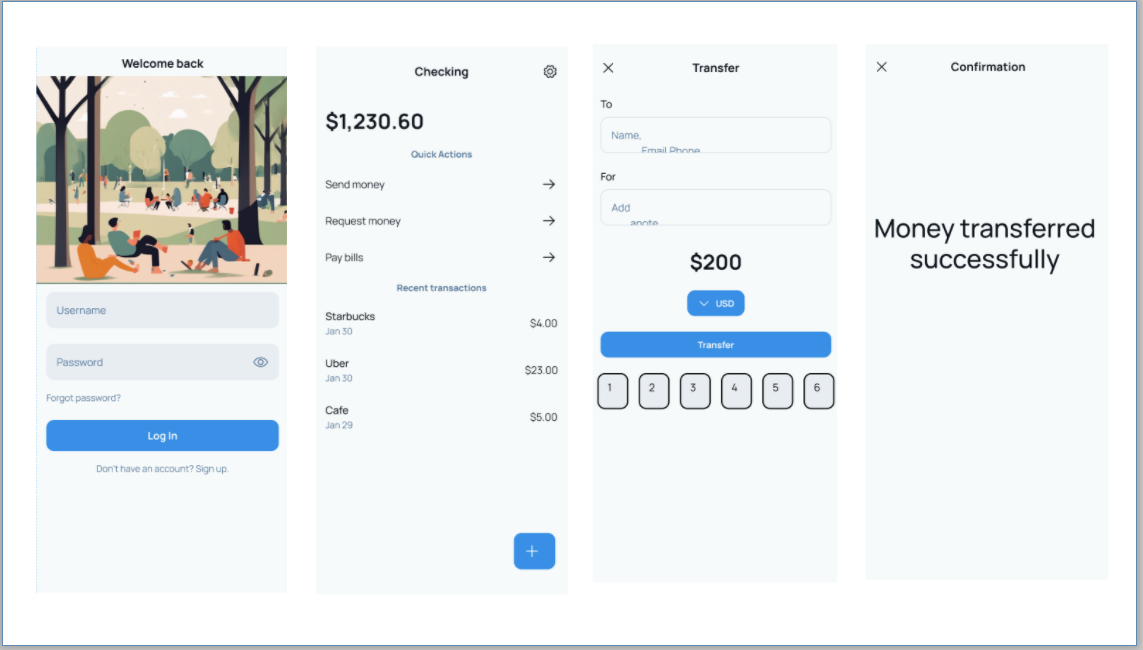 Welcome back
Username
Password
Forgot password?
Log In
Don't have an account? Sign up.
Checking
$1,230.60
Quick Actions
Send money
Request money
Pay bills
Recent transactions
Starbucks
$4.00
Jan 30
Uber
$23.00
Jan 30
Cafe
$5.00
Jan 29
Transfer
To
Name,
Email Phone
For
Add
anote
$200
USD
Transfer
1 2 3 4 5 6
Confirmation
Money transferred
successfully